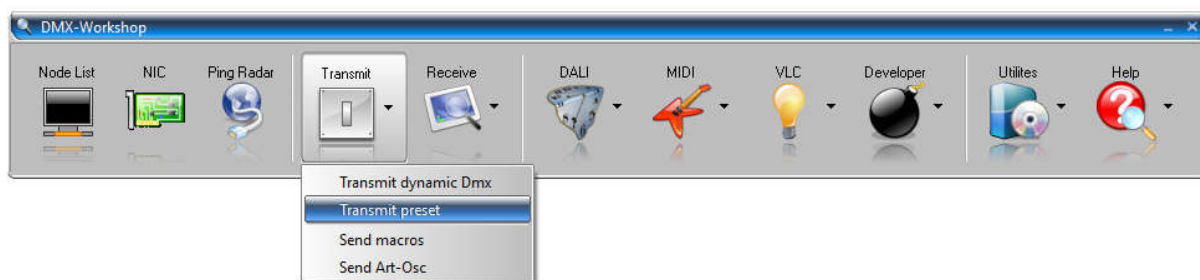 DMX-Workshop
Node List NIC Ping Radar Transmit Receive DALI MIDI VLC Developer Utilites Help
Transmit dynamic Dmx
Transmit preset
Send macros
Send Art-Osc